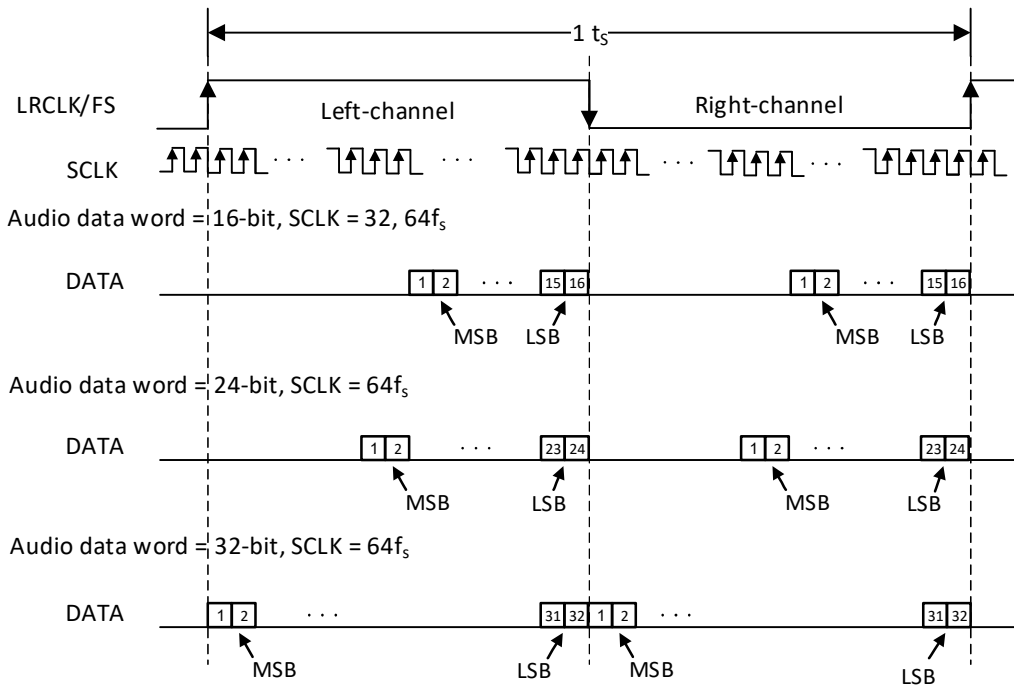 1 tS
LRCLK/FS Left-channel Right-channel
SCLK · · · · · · · · · · · ·
Audio data word = 16-bit, SCLK = 32, 64fs
DATA 1 2 · · · 15 16 1 2 · · · 15 16
MSB LSB MSB LSB
Audio data word = 24-bit, SCLK = 64fs
DATA 1 2 · · · 23 24 1 2 · · · 23 24
MSB LSB MSB LSB
Audio data word = 32-bit, SCLK = 64fs
DATA 1 2 · · · 31 32 1 2 · · · 31 32
MSB LSB MSB LSB